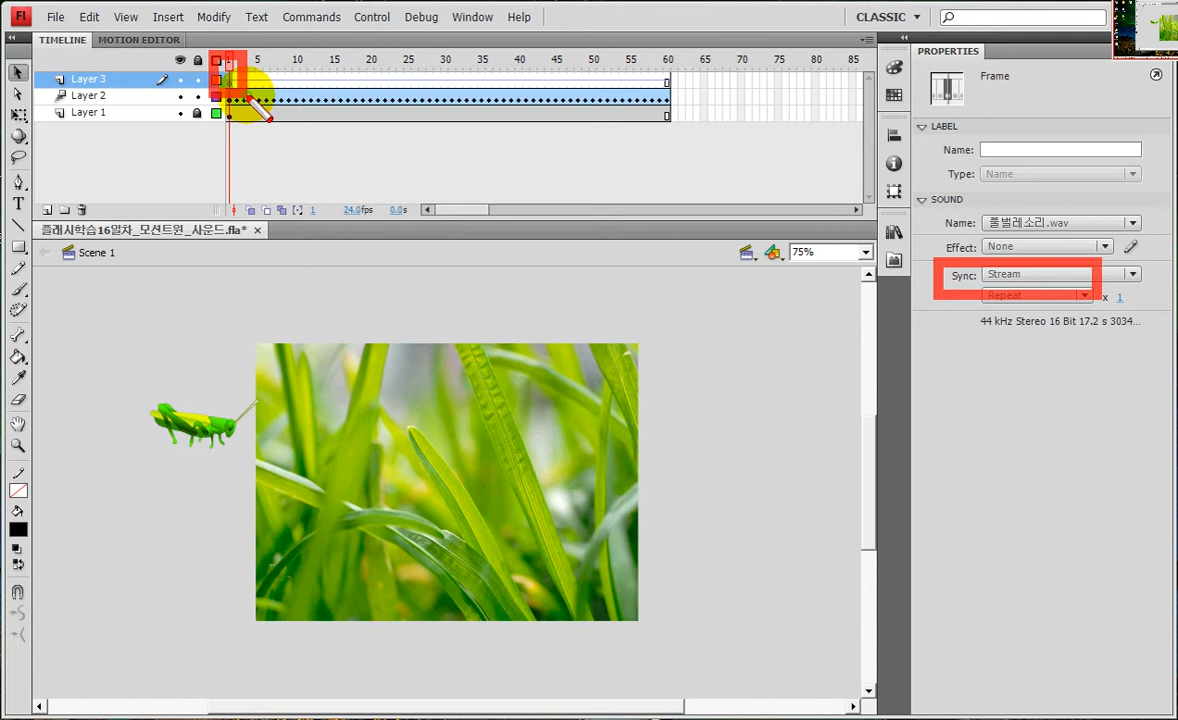 Fl File Edit View Insert Modify Text Commands Control Debug Window Help CLASSIC
TIMELINE MOTION EDITOR
1 5 10 15 20 25 30 35 40 45 50 55 60 65 70 75 80 85
Layer 3
Layer 2
Layer 1
1 24.0fps 0.0s
플래시학습16일차_모션트윈_사운드.fla*
Scene 1 75%
PROPERTIES
Frame
LABEL
Name:
Type: Name
SOUND
Name: 풀벌레소리.wav
Effect: None
Sync: Stream
Repeat x 1
44 kHz Stereo 16 Bit 17.2 s 3034...